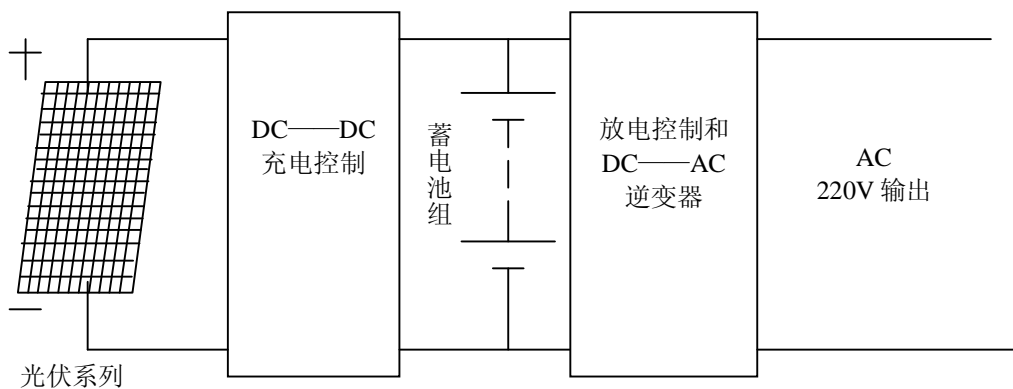 DC——DC
充电控制
蓄电池组
放电控制和
DC——AC
逆变器
AC
220V 输出
光伏系列